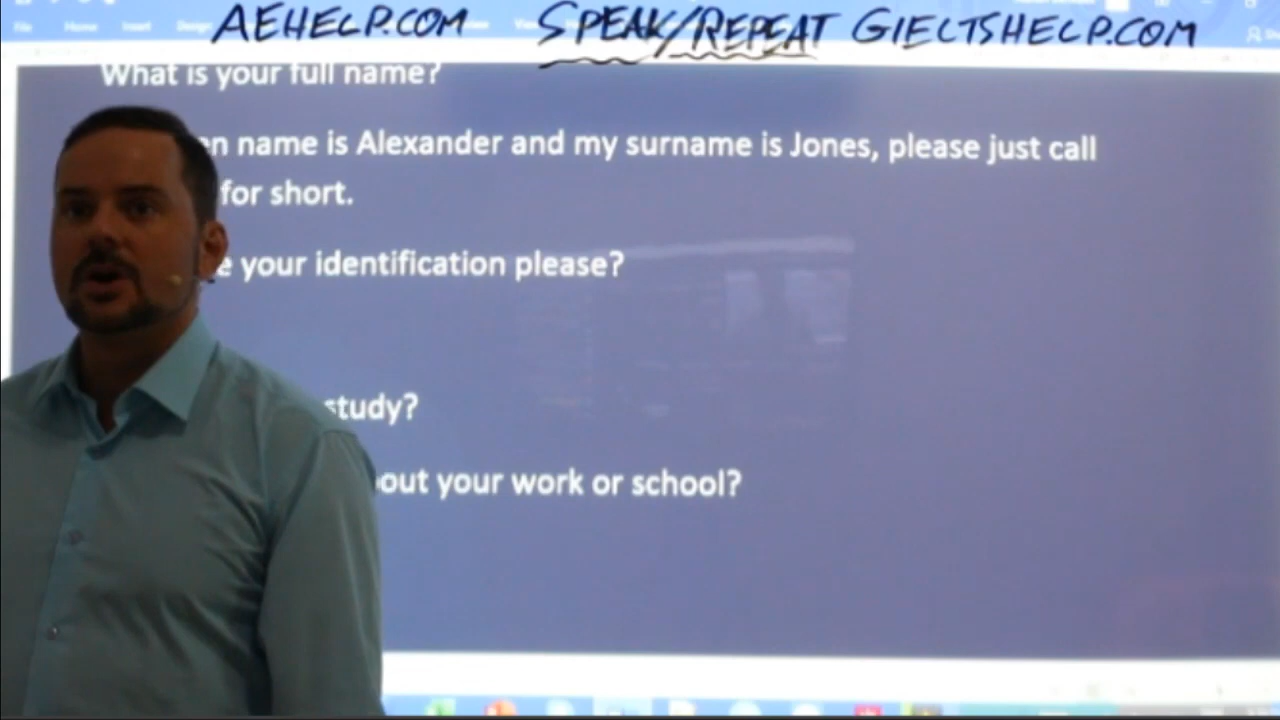 AEHELP.COM SPEAK/REPEAT GIELTSHELP.COM
What is your full name?
en name is Alexander and my surname is Jones, please just call
for short.
e your identification please?
study?
out your work or school?